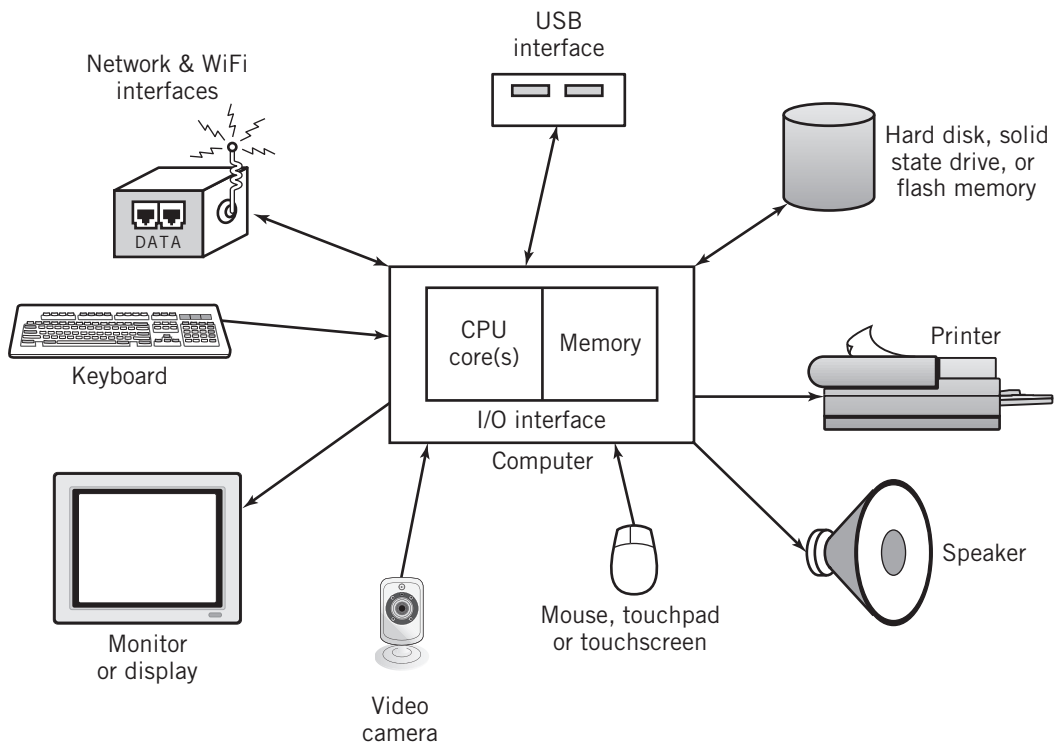 USB
interface
Network & WiFi
interfaces
Hard disk, solid
state drive, or
flash memory
DATA
CPU
core(s)
Memory
I/O interface
Computer
Keyboard
Printer
Monitor
or display
Video
camera
Mouse, touchpad
or touchscreen
Speaker